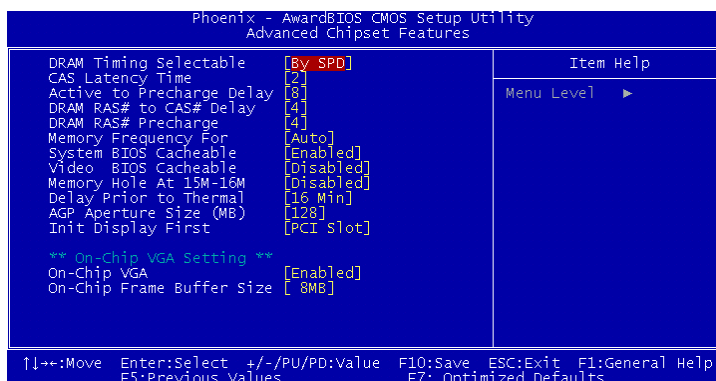 Phoenix - AwardBIOS CMOS Setup Utility
Advanced Chipset Features
DRAM Timing Selectable [By SPD]
CAS Latency Time [2]
Active to Precharge Delay [8]
DRAM RAS# to CAS# Delay [4]
DRAM RAS# Precharge [4]
Memory Frequency For [Auto]
System BIOS Cacheable [Enabled]
Video BIOS Cacheable [Disabled]
Memory Hole At 15M-16M [Disabled]
Delay Prior to Thermal [16 Min]
AGP Aperture Size (MB) [128]
Init Display First [PCI Slot]
** On-Chip VGA Setting **
On-Chip VGA [Enabled]
On-Chip Frame Buffer Size [ 8MB]
Item Help
Menu Level ►
↑↓→←:Move Enter:Select +/-/PU/PD:Value F10:Save ESC:Exit F1:General Help
F5:Previous Values F7: Optimized Defaults